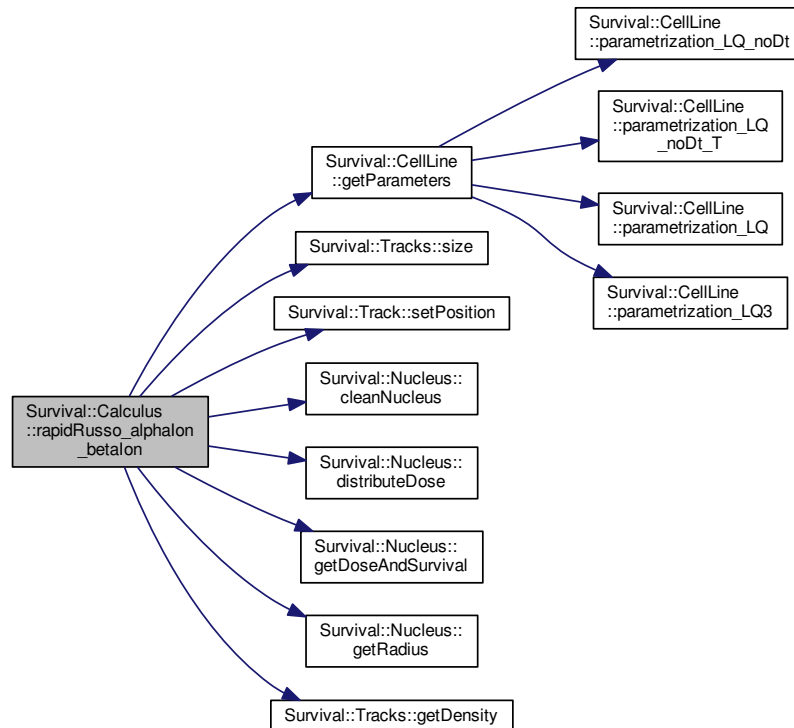 Survival::CellLine
::parametrization_LQ_noDt
Survival::CellLine
::parametrization_LQ
_noDt_T
Survival::CellLine
::getParameters
Survival::CellLine
::parametrization_LQ
Survival::Tracks::size
Survival::CellLine
::parametrization_LQ3
Survival::Track::setPosition
Survival::Nucleus::
cleanNucleus
Survival::Calculus
::rapidRusso_alphaIon
_betaIon
Survival::Nucleus::
distributeDose
Survival::Nucleus::
getDoseAndSurvival
Survival::Nucleus::
getRadius
Survival::Tracks::getDensity